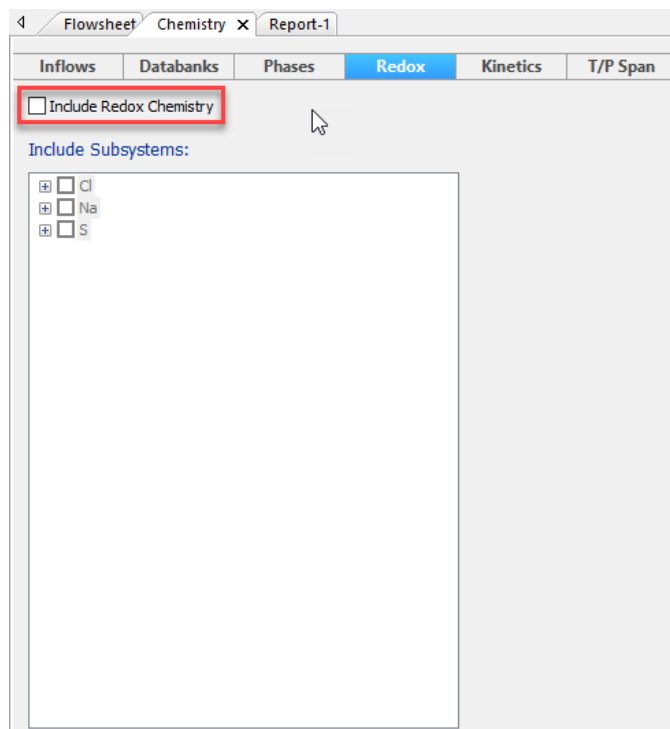 Flowsheet Chemistry X Report-1
Inflows Databanks Phases Redox Kinetics T/P Span
Include Redox Chemistry
Include Subsystems:
Cl
Na
S